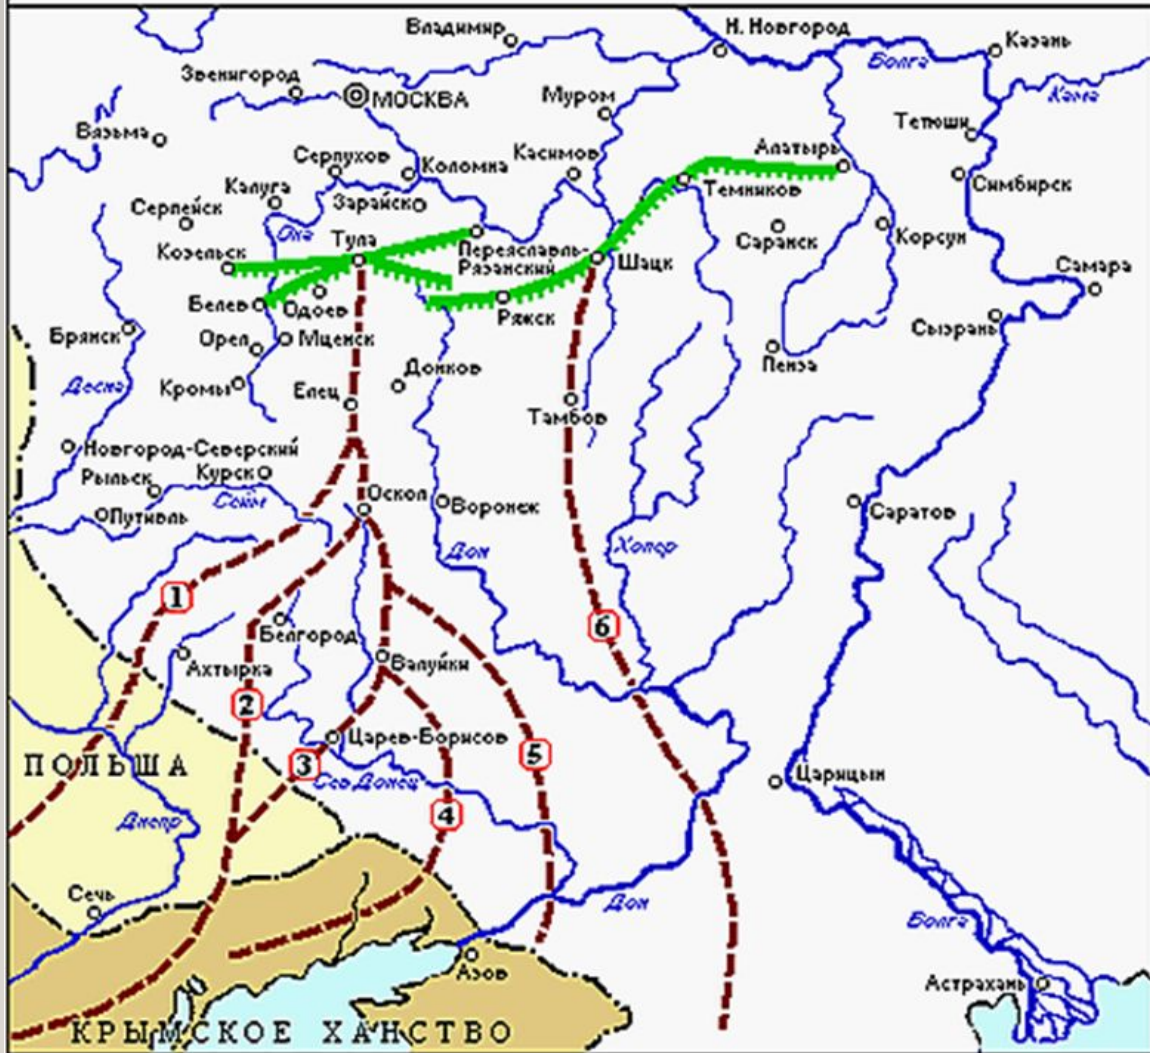 Владимир
Н. Новгород
Казань
Волга
Звенигород
МОСКВА
Муром
Кама
Вязьма
Тетюши
Серпухов
Коломна
Касимов
Алатырь
Калуга
Зарайск
Темников
Симбирск
Серпейск
Ока
Тула
Переяславль-
Рязанский
Саранск
Корсун
Козельск
Шацк
Самара
Белев
Одоев
Ряжск
Сызрань
Брянск
Орел
Мценск
Пенза
Десна
Кромы
Донков
Елец
Тамбов
Новгород-Северский
Рыльск
Курск
Оскол
Сейм
Воронеж
Саратов
Путивль
Дон
Хопер
1
Белгород
6
Ахтырка
Валуйки
2
Царев-Борисов
5
ПОЛЬША
3
Сев Донец
Царицын
Днепр
4
Сечь
Дон
Волга
Азов
Астрахань
КРЫМСКОЕ ХАНСТВО